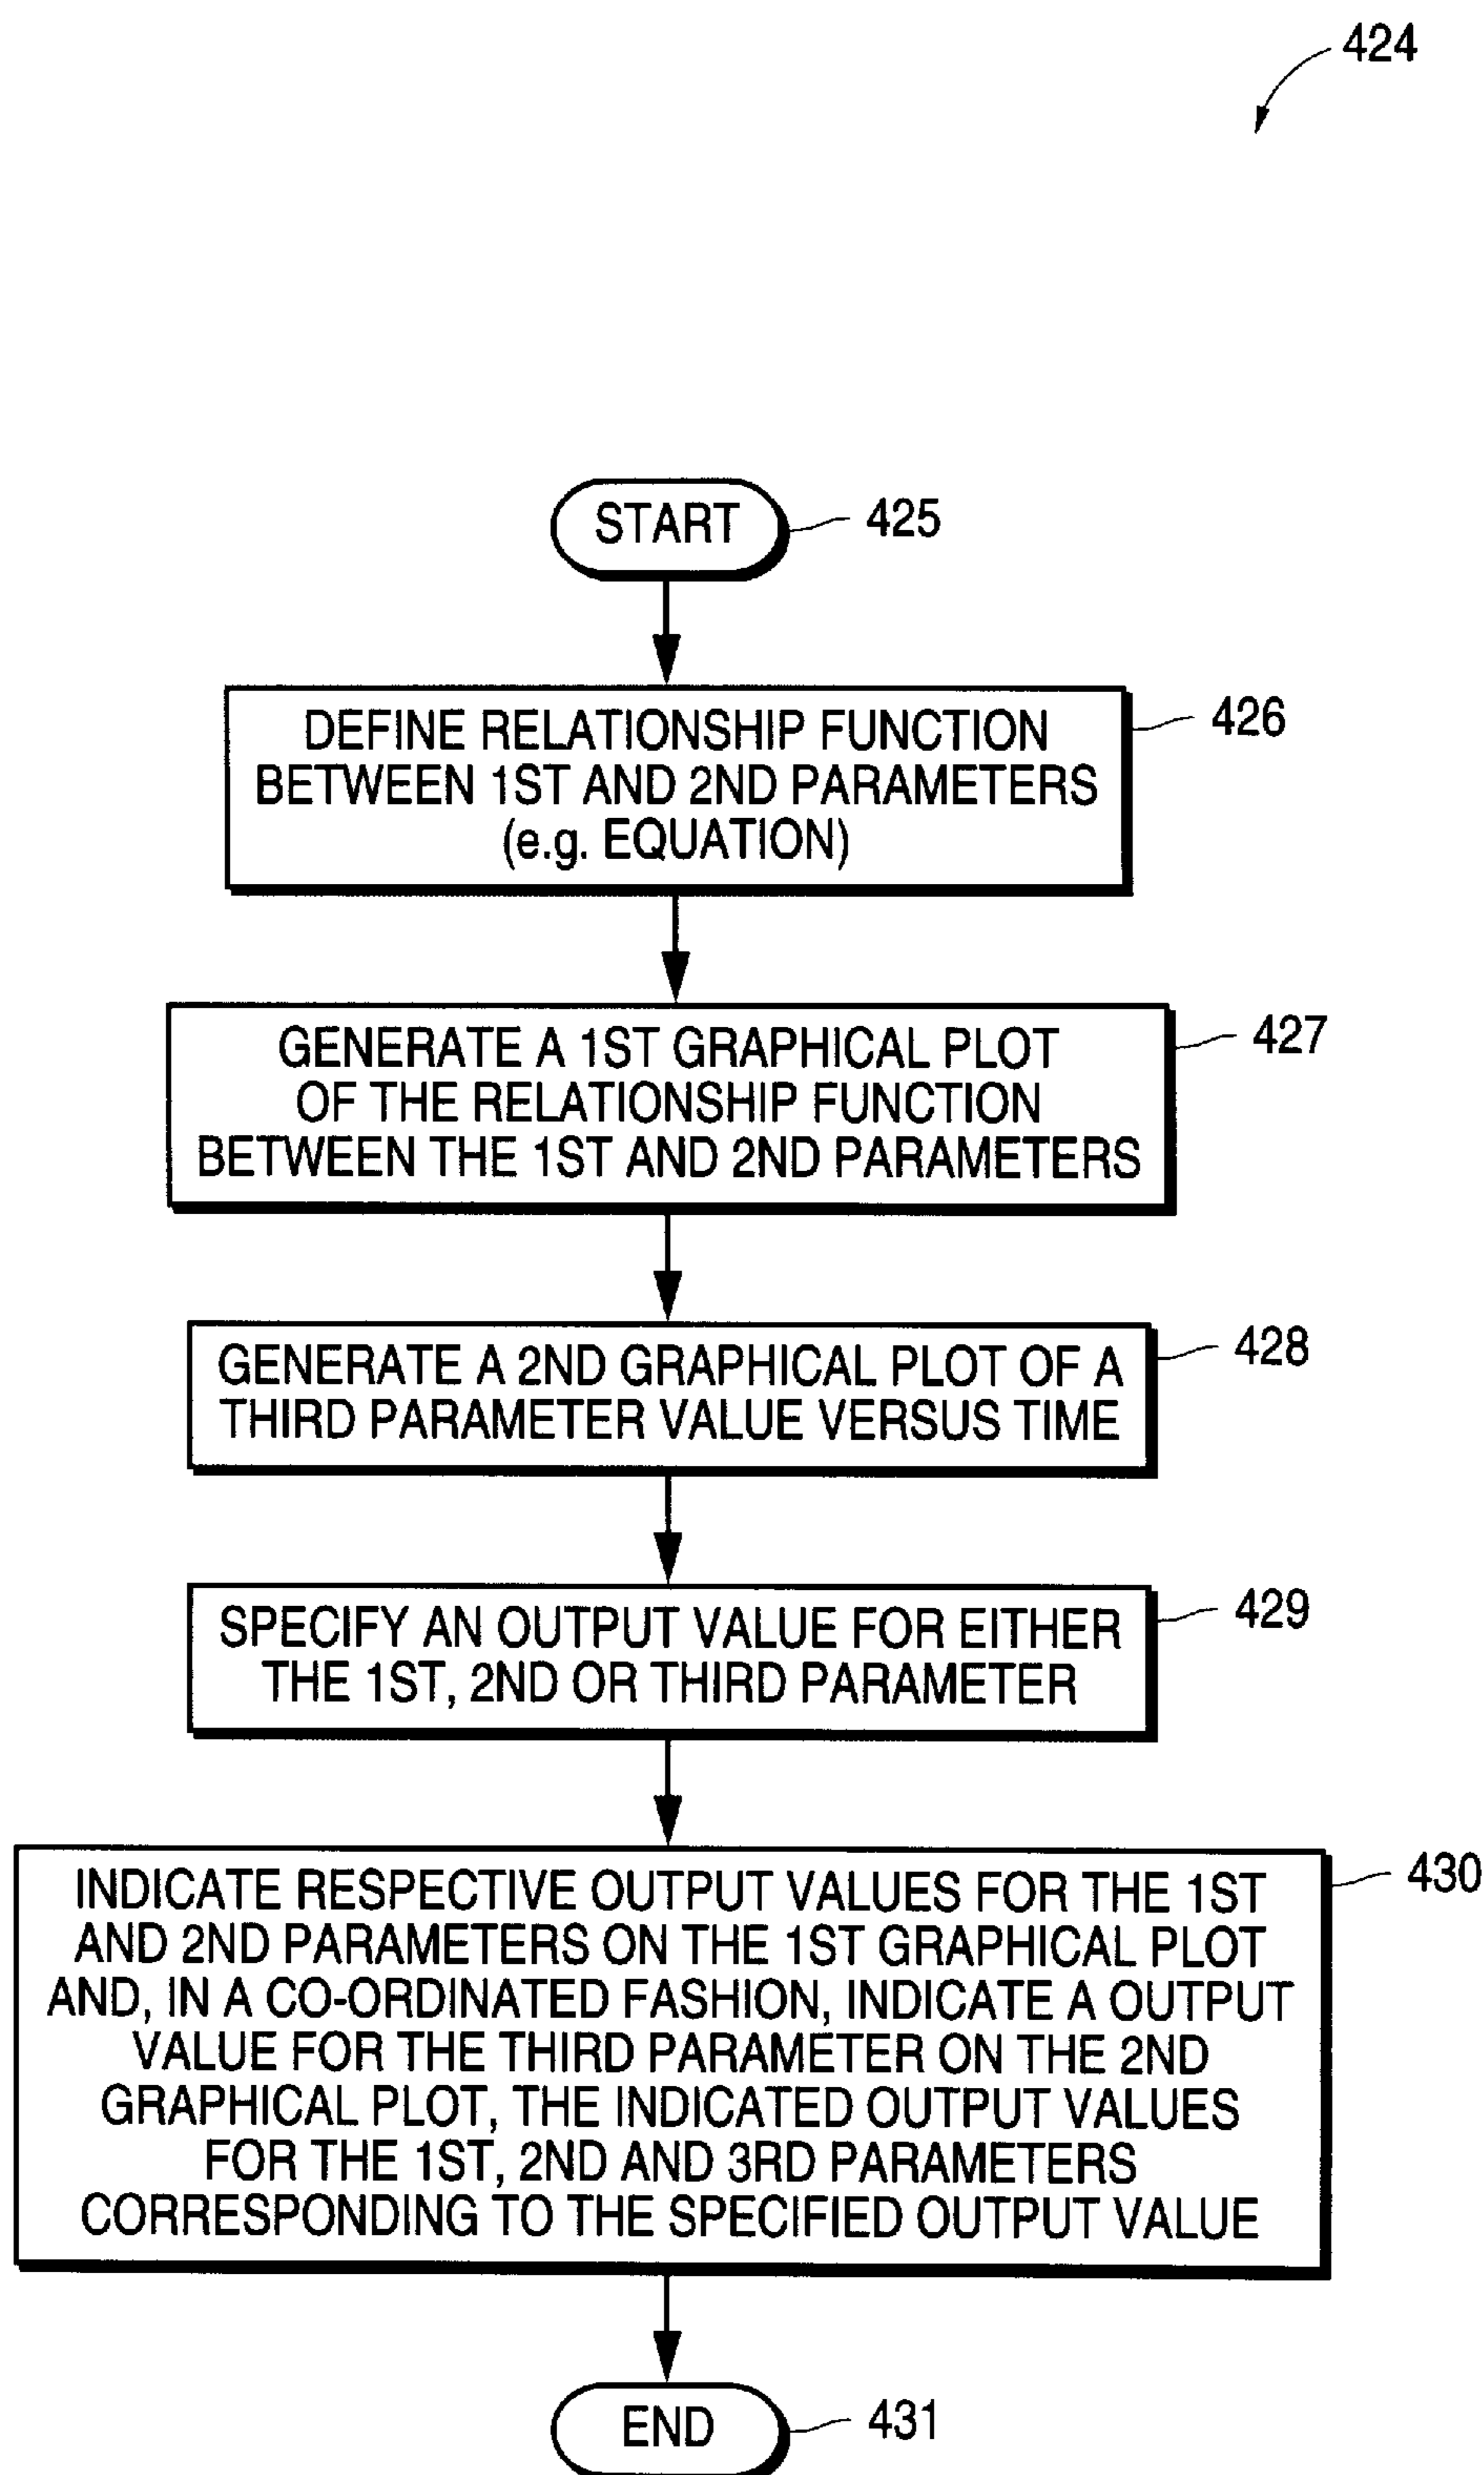 424
START
425
DEFINE RELATIONSHIP FUNCTION
BETWEEN 1ST AND 2ND PARAMETERS
(e.g. EQUATION)
426
GENERATE A 1ST GRAPHICAL PLOT
OF THE RELATIONSHIP FUNCTION
BETWEEN THE 1ST AND 2ND PARAMETERS
427
GENERATE A 2ND GRAPHICAL PLOT OF A
THIRD PARAMETER VALUE VERSUS TIME
428
SPECIFY AN OUTPUT VALUE FOR EITHER
THE 1ST, 2ND OR THIRD PARAMETER
429
INDICATE RESPECTIVE OUTPUT VALUES FOR THE 1ST
AND 2ND PARAMETERS ON THE 1ST GRAPHICAL PLOT
AND, IN A CO-ORDINATED FASHION, INDICATE A OUTPUT
VALUE FOR THE THIRD PARAMETER ON THE 2ND
GRAPHICAL PLOT, THE INDICATED OUTPUT VALUES
FOR THE 1ST, 2ND AND 3RD PARAMETERS
CORRESPONDING TO THE SPECIFIED OUTPUT VALUE
430
END
431